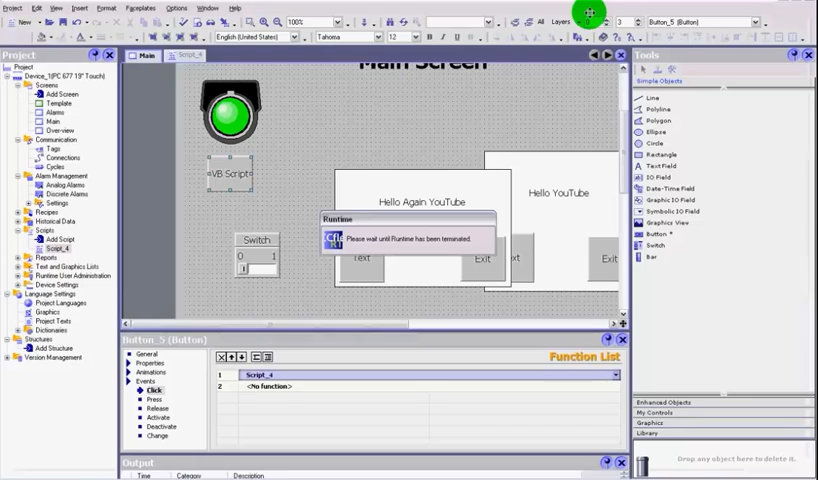 Project Edit View Insert Format Faceplates Options Window Help
New
100%
All
Layers
0
3
Button_5 (Button)
English (United States)
Tahoma
12
B I U
Project
Project
Device_1(PC 677 19" Touch)
Screens
Add Screen
Template
Alarms
Main
Over-view
Communication
Tags
Connections
Cycles
Alarm Management
Analog Alarms
Discrete Alarms
Settings
Recipes
Historical Data
Scripts
Add Script
Script_4
Reports
Text and Graphics Lists
Runtime User Administration
Device Settings
Language Settings
Project Languages
Graphics
Project Texts
Dictionaries
Structures
Add Structure
Version Management
Main
Script_4
Main Screen
VB Script
Switch
0 1
Hello Again YouTube
Hello YouTube
Runtime
Please wait until Runtime has been terminated.
Text
Exit
ext
Exit
Button_5 (Button)
General
Properties
Animations
Events
Click
Press
Release
Activate
Deactivate
Change
Function List
1 Script_4
2 <No function>
Output
Time Category Description
Tools
Simple Objects
Line
Polyline
Polygon
Ellipse
Circle
Rectangle
Text Field
IO Field
Date-Time Field
Graphic IO Field
Symbolic IO Field
Graphics View
Button
Switch
Bar
Enhanced Objects
My Controls
Graphics
Library
Drop any object here to delete it.